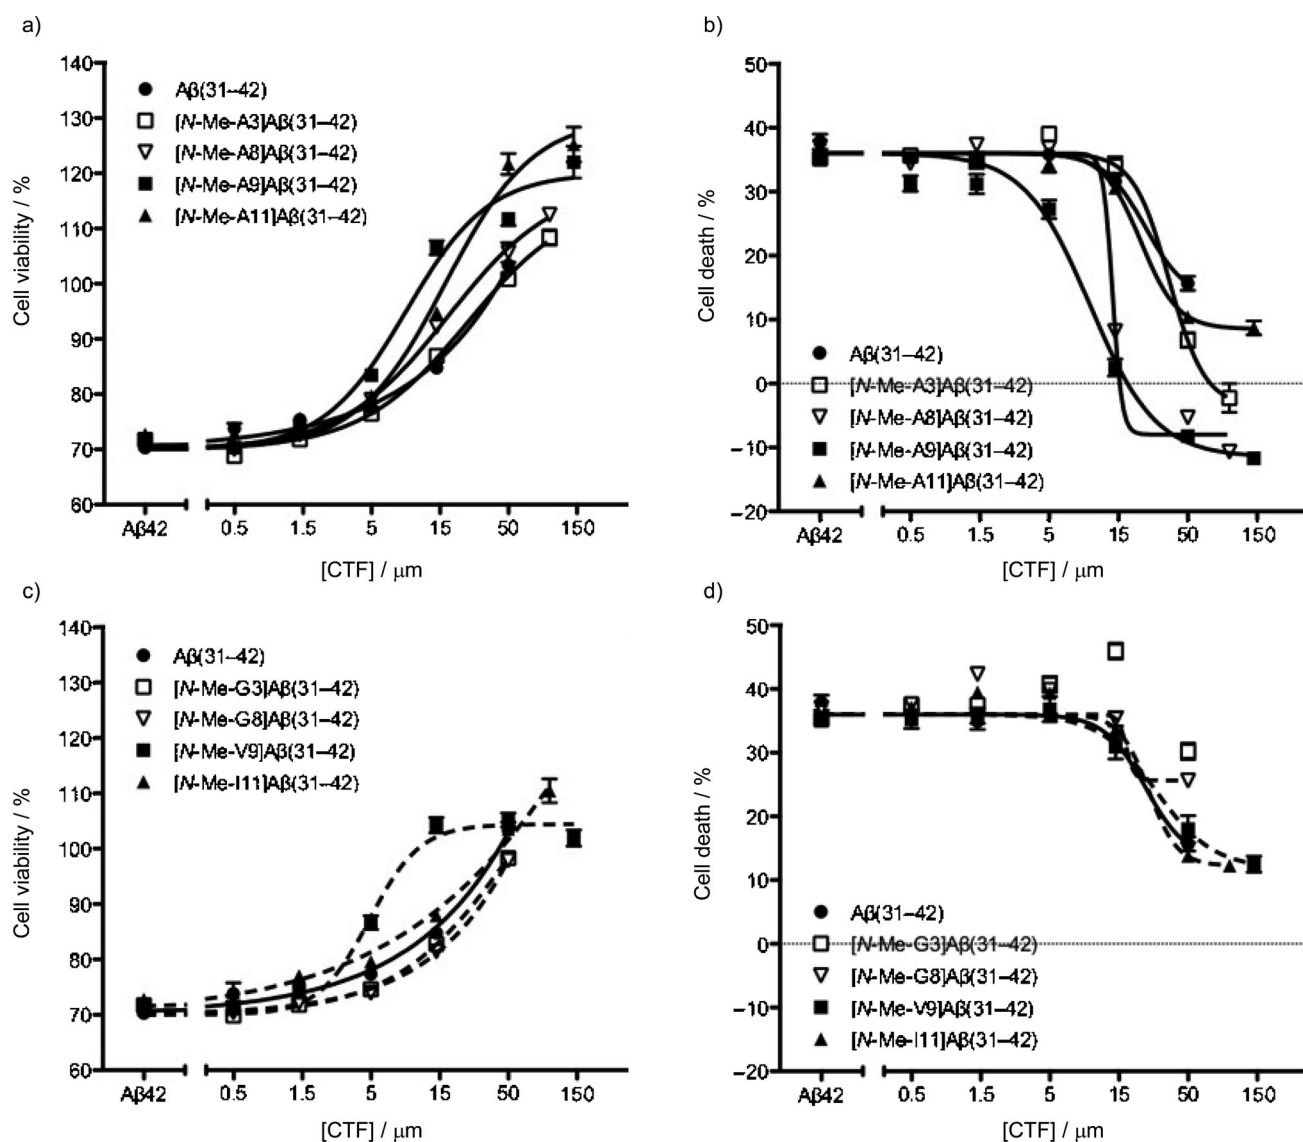 a)
140
130
120
110
100
90
80
70
60
Cell viability / %
Aβ(31–42)
[N-Me-A3]Aβ(31–42)
[N-Me-A8]Aβ(31–42)
[N-Me-A9]Aβ(31–42)
[N-Me-A11]Aβ(31–42)
Aβ42 0.5 1.5 5 15 50 150
[CTF] / μm
b)
50
40
30
20
10
0
–10
–20
Cell death / %
Aβ(31–42)
[N-Me-A3]Aβ(31–42)
[N-Me-A8]Aβ(31–42)
[N-Me-A9]Aβ(31–42)
[N-Me-A11]Aβ(31–42)
Aβ42 0.5 1.5 5 15 50 150
[CTF] / μm
c)
140
130
120
110
100
90
80
70
60
Cell viability / %
Aβ(31–42)
[N-Me-G3]Aβ(31–42)
[N-Me-G8]Aβ(31–42)
[N-Me-V9]Aβ(31–42)
[N-Me-I11]Aβ(31–42)
Aβ42 0.5 1.5 5 15 50 150
[CTF] / μm
d)
50
40
30
20
10
0
–10
–20
Cell death / %
Aβ(31–42)
[N-Me-G3]Aβ(31–42)
[N-Me-G8]Aβ(31–42)
[N-Me-V9]Aβ(31–42)
[N-Me-I11]Aβ(31–42)
Aβ42 0.5 1.5 5 15 50 150
[CTF] / μm